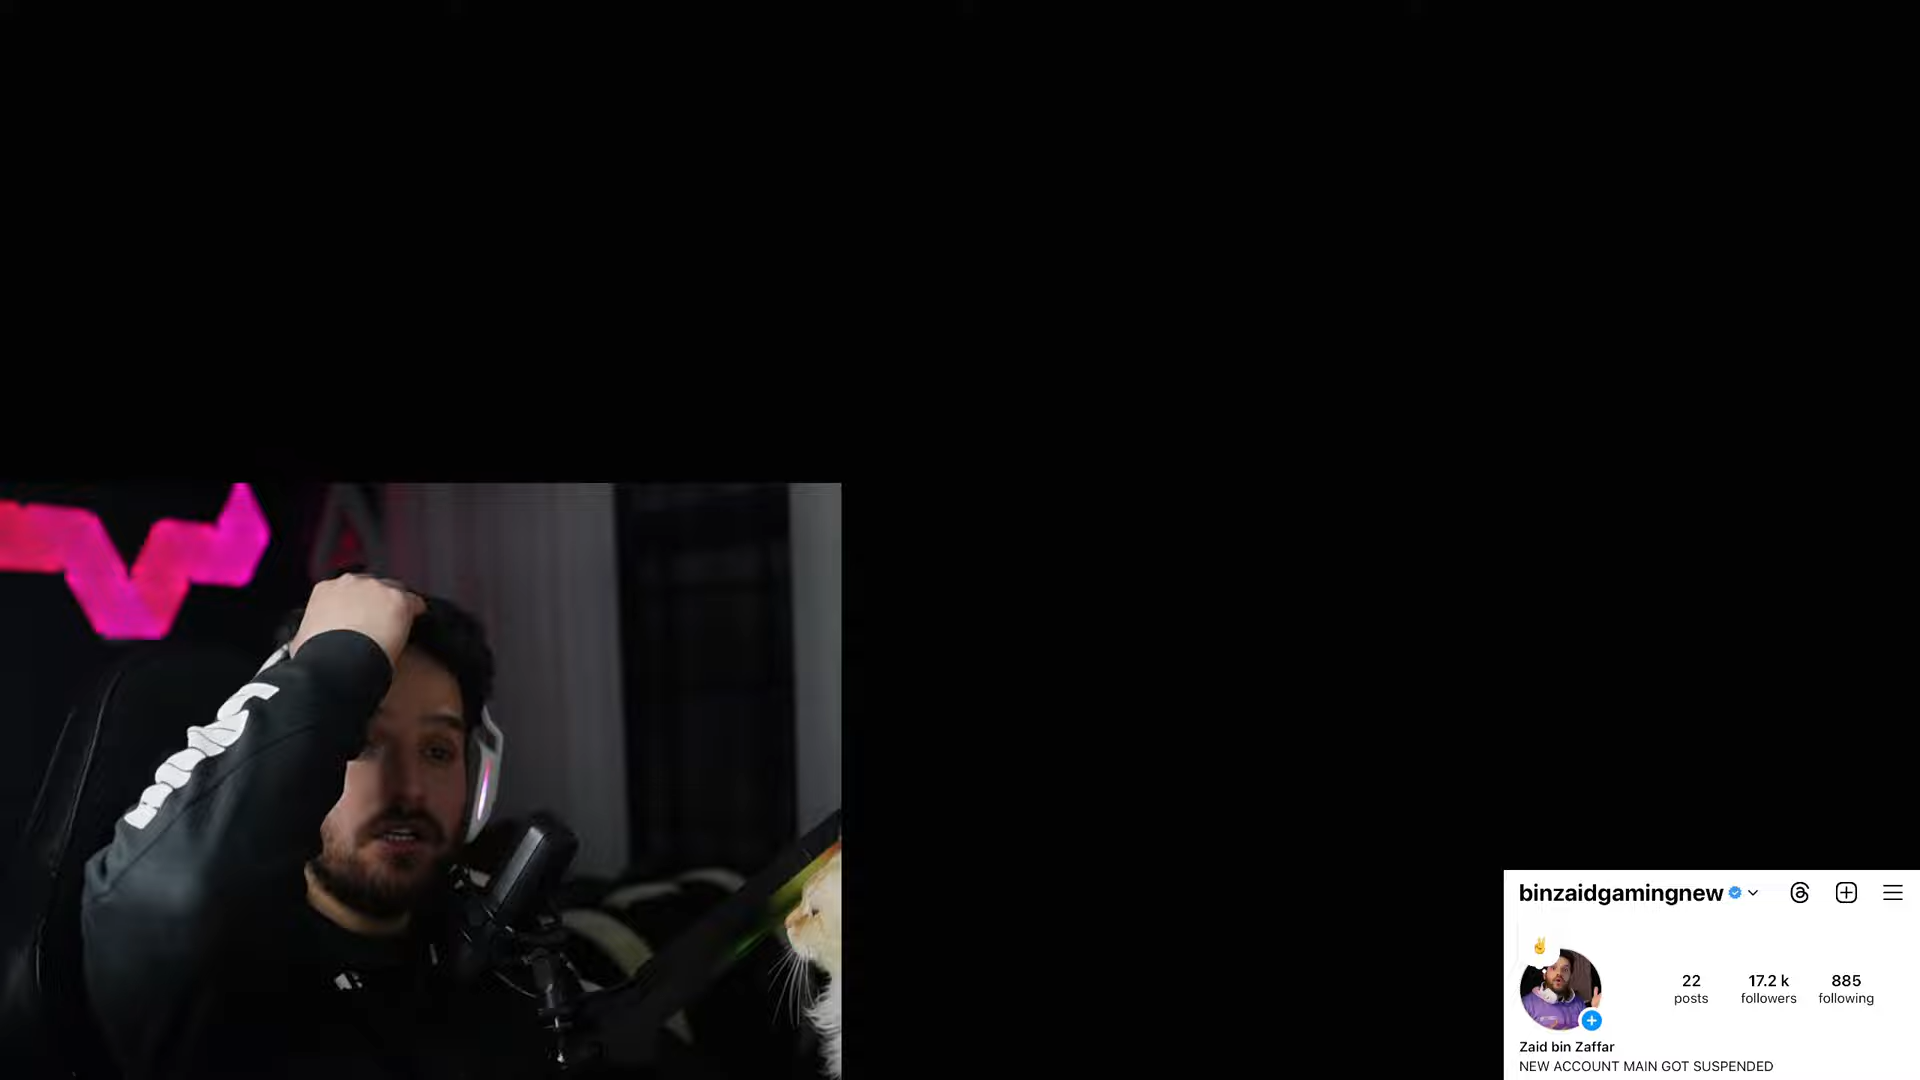 binzaidgamingnew
22 17.2 k 885
posts followers following
Zaid bin Zaffar
NEW ACCOUNT MAIN GOT SUSPENDED